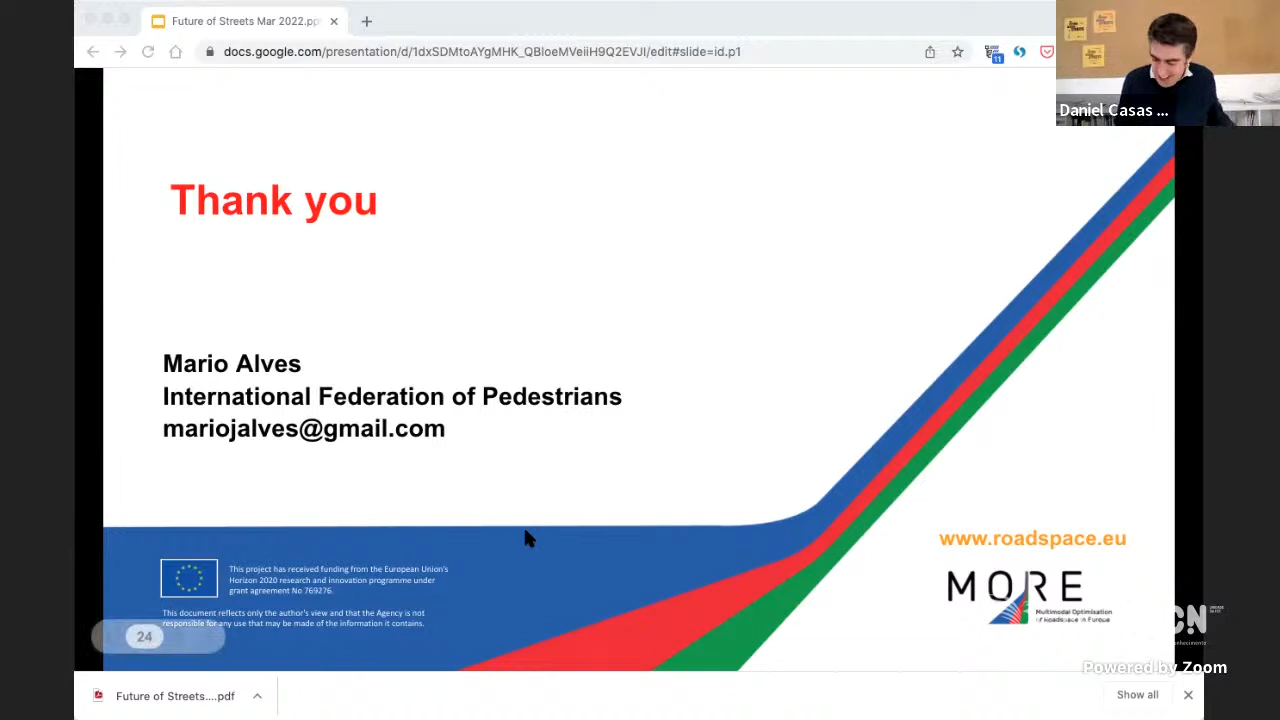 Future of Streets Mar 2022.pp
docs.google.com/presentation/d/1dxSDMtoAYgMHK_QBloeMVeiiH9Q2EVJI/edit#slide=id.p1
11
Daniel Casas ...
Thank you
Mario Alves
International Federation of Pedestrians
mariojalves@gmail.com
www.roadspace.eu
This project has received funding from the European Union's
Horizon 2020 research and innovation programme under
grant agreement No 769276.
This document reflects only the author's view and that the Agency is not
responsible for any use that may be made of the information it contains.
MORE
Multimodal Optimisation
of Roadspace in Europe
24
CN
Powered by Zoom
Future of Streets....pdf
Show all